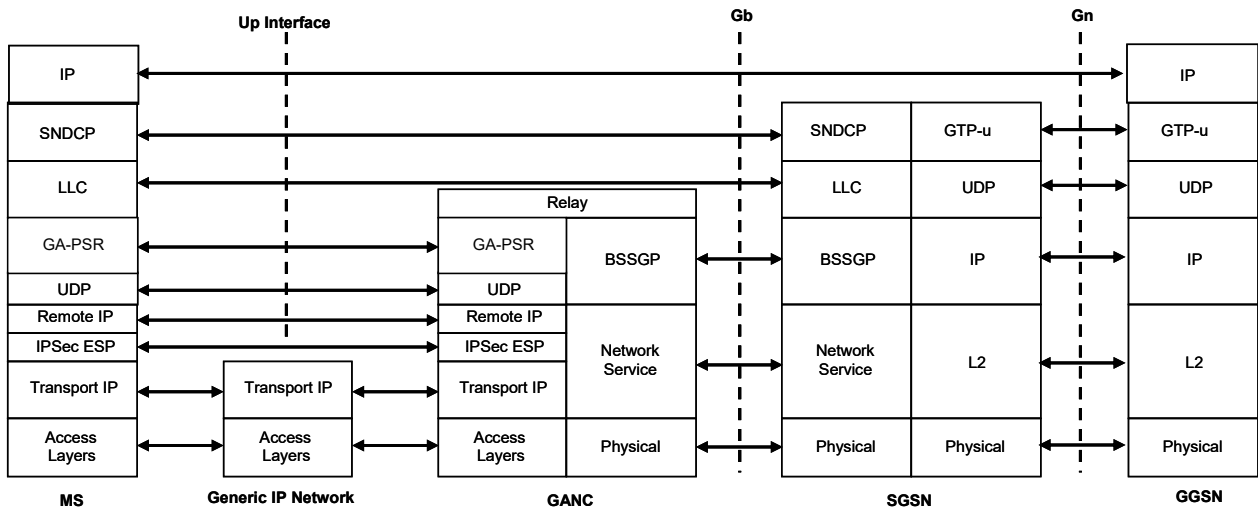 Up Interface
Gb
Gn
IP
IP
SNDCP
SNDCP
GTP-u
GTP-u
LLC
LLC
UDP
UDP
Relay
GA-PSR
GA-PSR
BSSGP
BSSGP
IP
IP
UDP
UDP
Remote IP
Remote IP
IPSec ESP
IPSec ESP
Network
Service
Network
Service
L2
L2
Transport IP
Transport IP
Transport IP
Access
Layers
Access
Layers
Access
Layers
Physical
Physical
Physical
Physical
MS
Generic IP Network
GANC
SGSN
GGSN